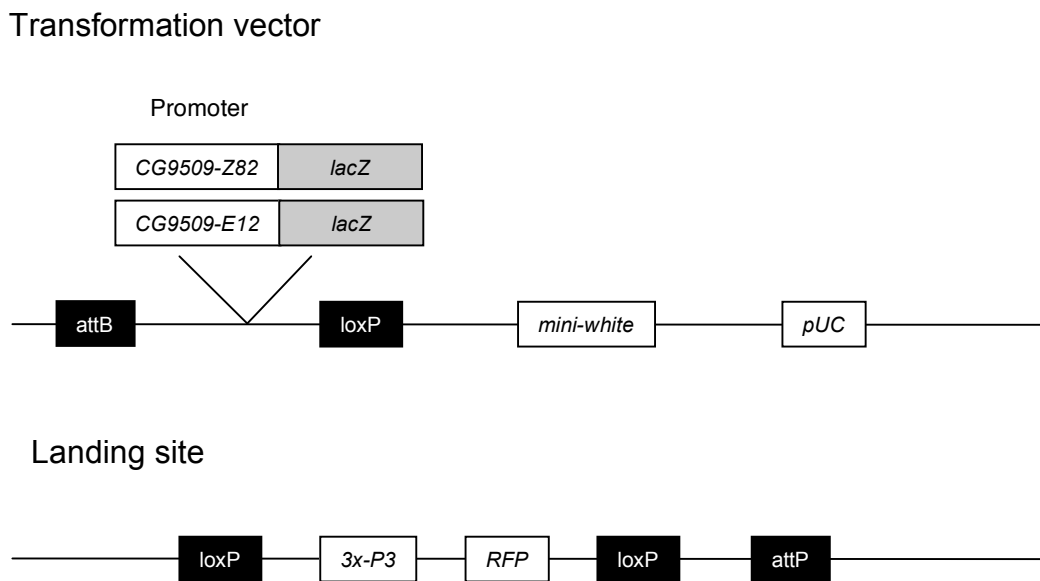 Transformation vector
Promoter
CG9509-Z82 lacZ
CG9509-E12 lacZ
attB loxP mini-white pUC
Landing site
loxP 3x-P3 RFP loxP attP